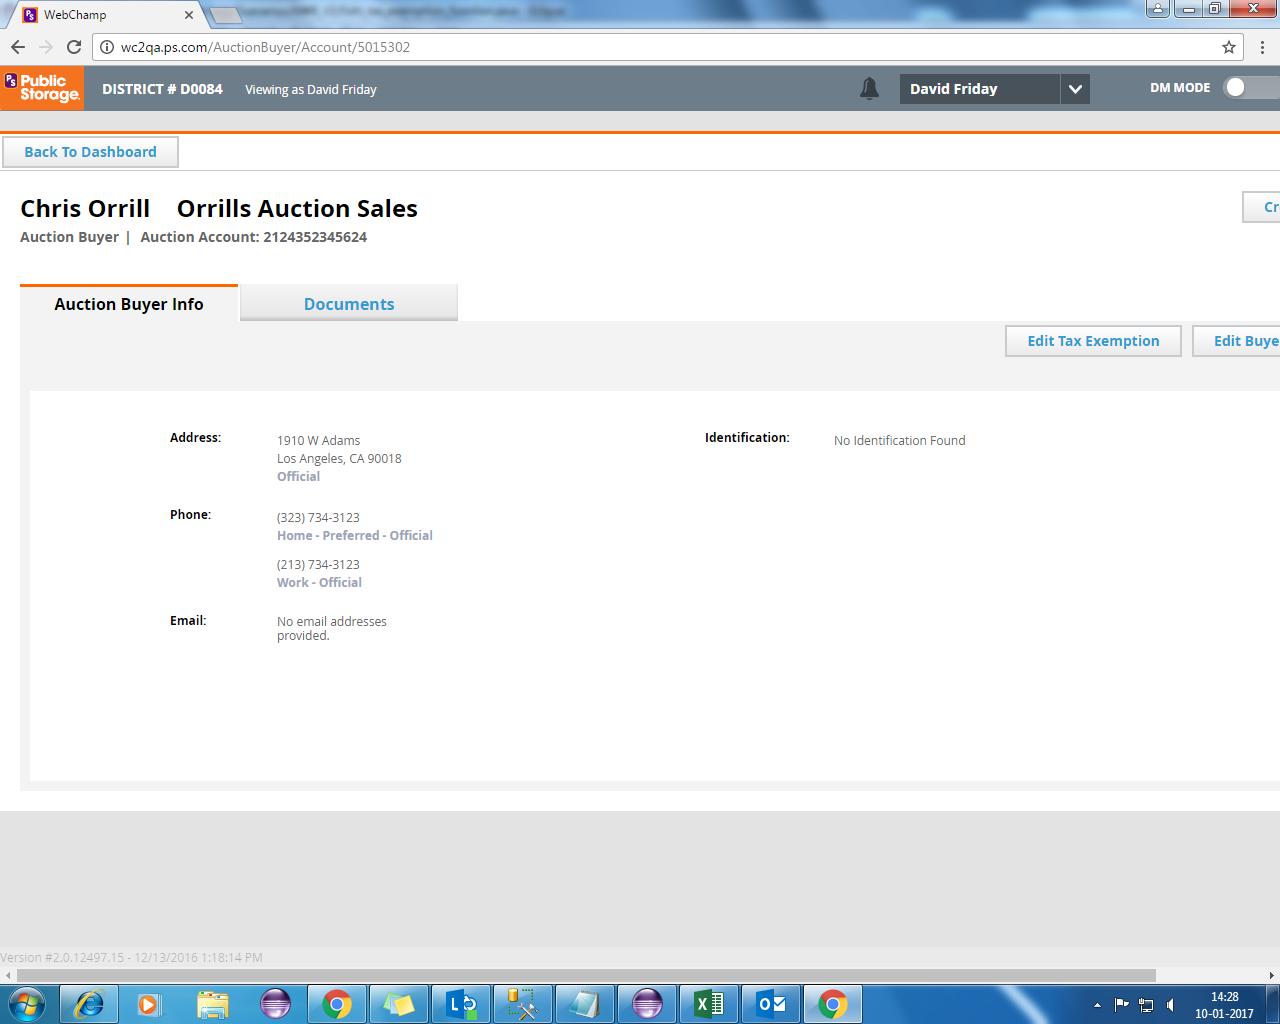 WebChamp
wc2qa.ps.com/AuctionBuyer/Account/5015302
PS Public Storage.
DISTRICT # D0084
Viewing as David Friday
David Friday
DM MODE
Back To Dashboard
Chris Orrill Orrills Auction Sales
Cr
Auction Buyer | Auction Account: 2124352345624
Auction Buyer Info
Documents
Edit Tax Exemption
Edit Buye
Address:
1910 W Adams
Los Angeles, CA 90018
Official
Identification:
No Identification Found
Phone:
(323) 734-3123
Home - Preferred - Official
(213) 734-3123
Work - Official
Email:
No email addresses
provided.
Version #2.0.12497.15 - 12/13/2016 1:18:14 PM
14:28
10-01-2017